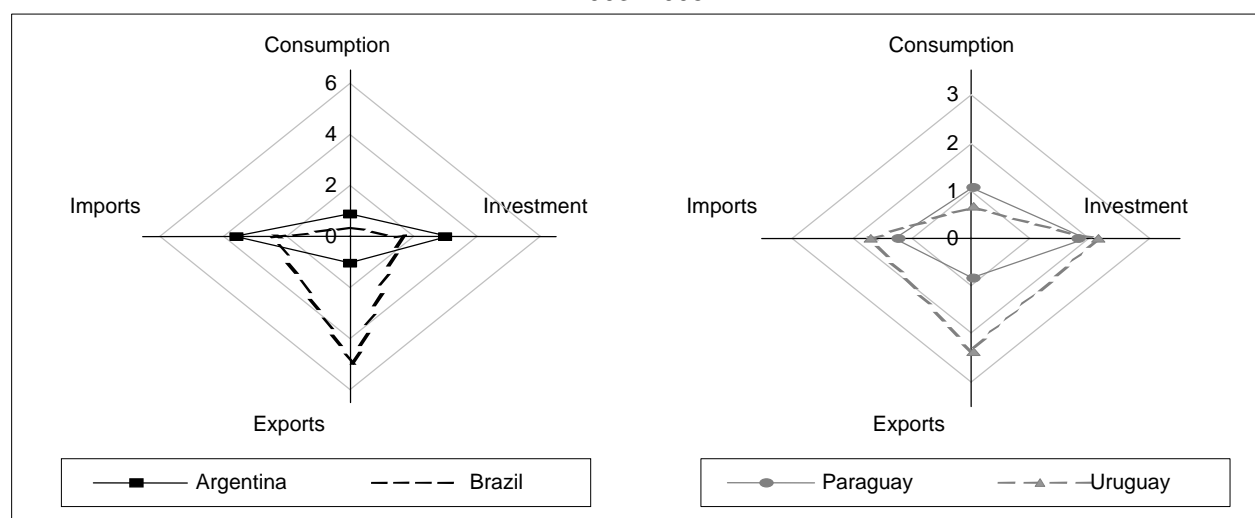 Consumption
6
4
2
0
Imports
Investment
Exports
Argentina
Brazil
Consumption
3
2
1
0
Imports
Investment
Exports
Paraguay
Uruguay